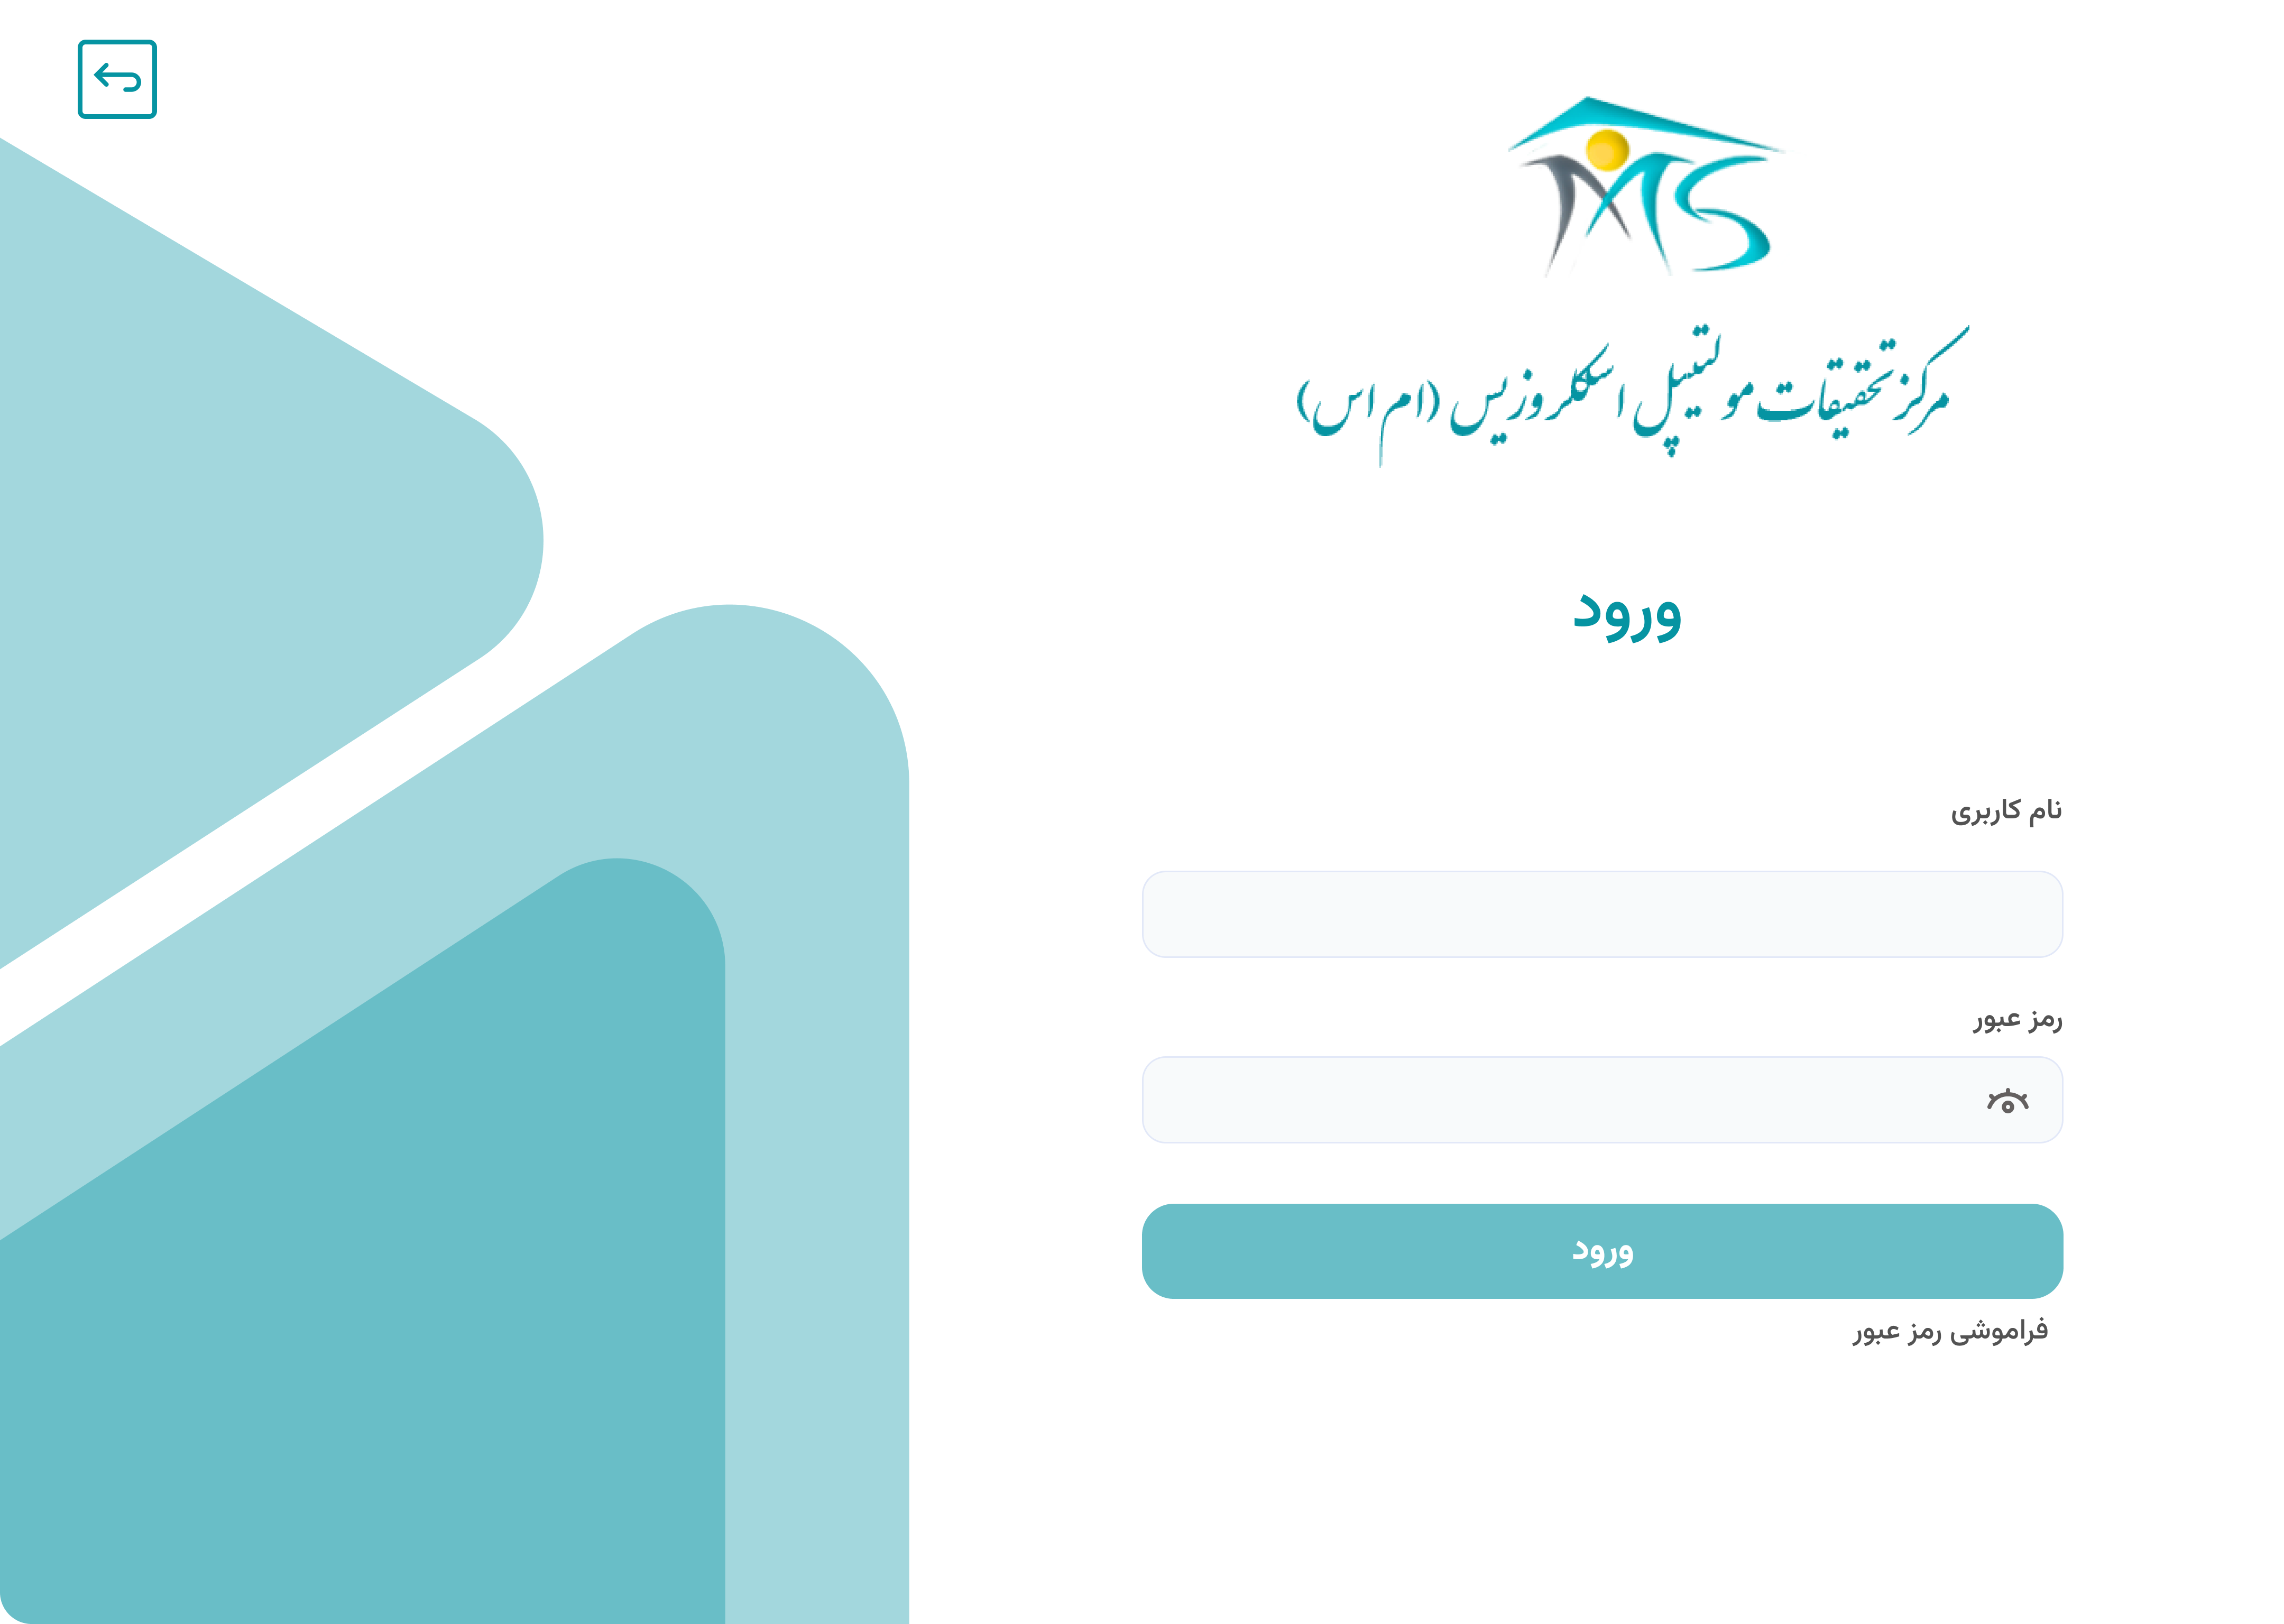 MS
مرکز تحقیقات مولتیپل اسکلروزیس (ام اس)
ورود
نام کاربری
رمز عبور
ورود
فراموشی رمز عبور